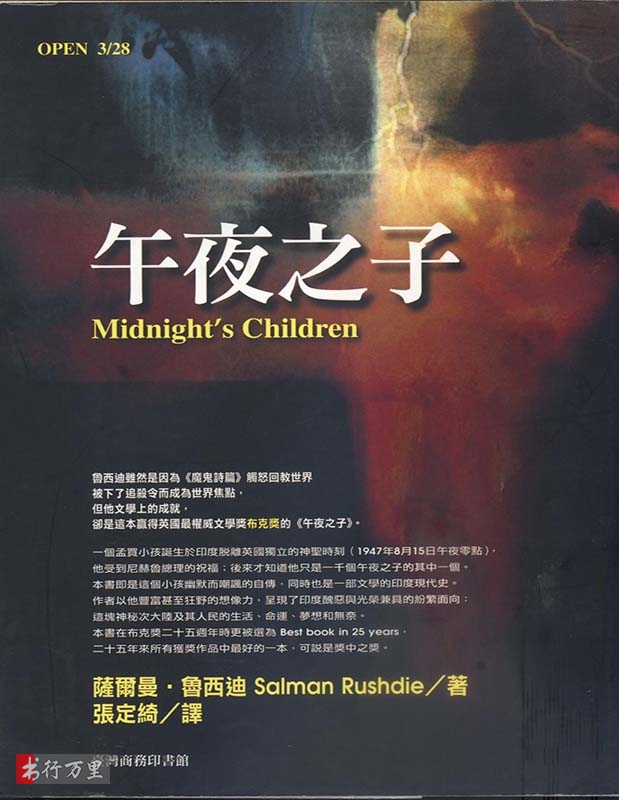 OPEN 3/28
午夜之子
Midnight's Children
魯西迪雖然是因為《魔鬼詩篇》觸怒回教世界
被下了追殺令而成為世界焦點，
但他文學上的成就，
卻是這本贏得英國最權威文學獎布克獎的《午夜之子》。
一個孟買小孩誕生於印度脫離英國獨立的神聖時刻（1947年8月15日午夜零點），
他受到尼赫魯總理的祝福；後來才知道他只是一千個午夜之子的其中一個。
本書即是這個小孩幽默而嘲諷的自傳，同時也是一部文學的印度現代史。
作者以他豐富甚至狂野的想像力，呈現了印度醜惡與光榮兼具的紛繁面向：
這塊神秘次大陸及其人民的生活、命運、夢想和無奈。
本書在布克獎二十五週年時更被選為 Best book in 25 years，
二十五年來所有獲獎作品中最好的一本，可說是獎中之獎。
薩爾曼・魯西迪 Salman Rushdie／著
張定綺／譯
灣商務印書館
书行万里